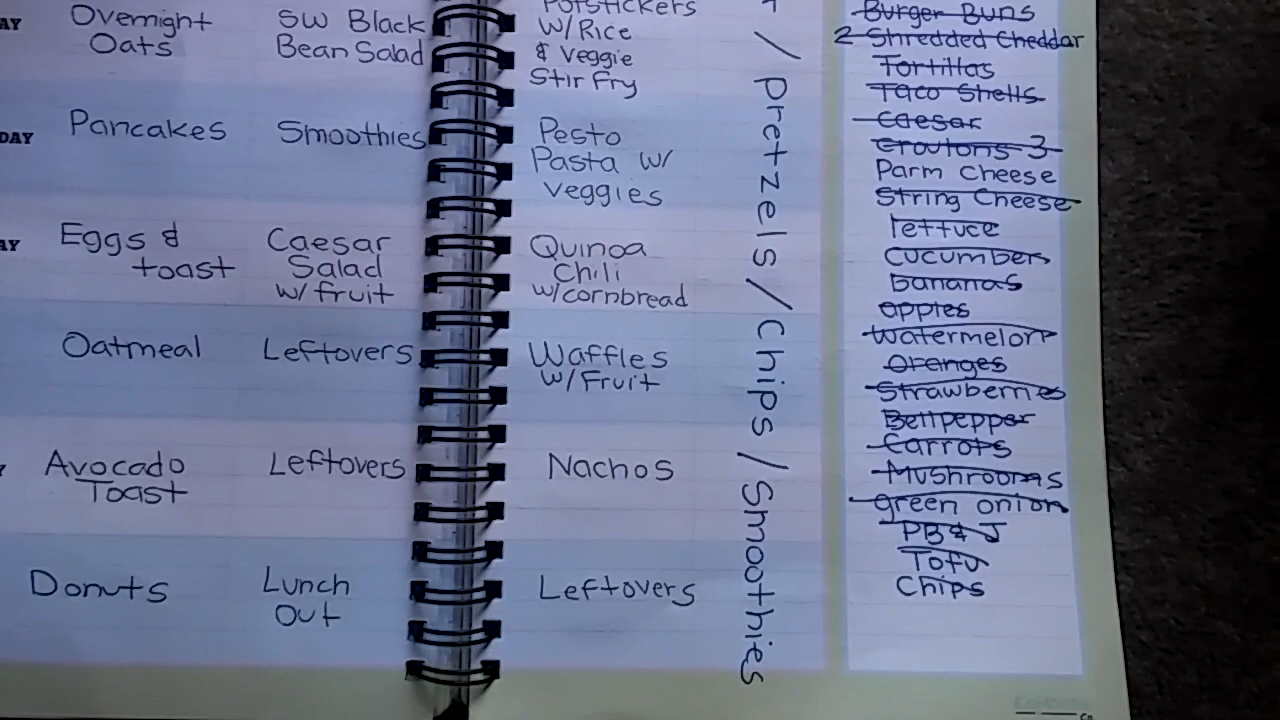 AY
Overnight
Oats
SW Black
Bean Salad
Potstickers
W/Rice
& Veggie
Stir Fry
DAY
Pancakes
Smoothies
Pesto
Pasta w/
veggies
AY
Eggs &
toast
Caesar
Salad
w/ fruit
Quinoa
Chili
w/cornbread
Oatmeal
Leftovers
Waffles
w/Fruit
Avocado
Toast
Leftovers
Nachos
Donuts
Lunch
Out
Leftovers
/ pretzels / chips / Smoothies
Burger Buns
2 Shredded Cheddar
Tortillas
Taco Shells
Caesar
croutons 3
Parm Cheese
String Cheese
lettuce
cucumber
bananas
apples
watermelon
oranges
Strawberries
Bellpepper
Carrots
Mushrooms
green onion
PB & J
Tofu
Chips